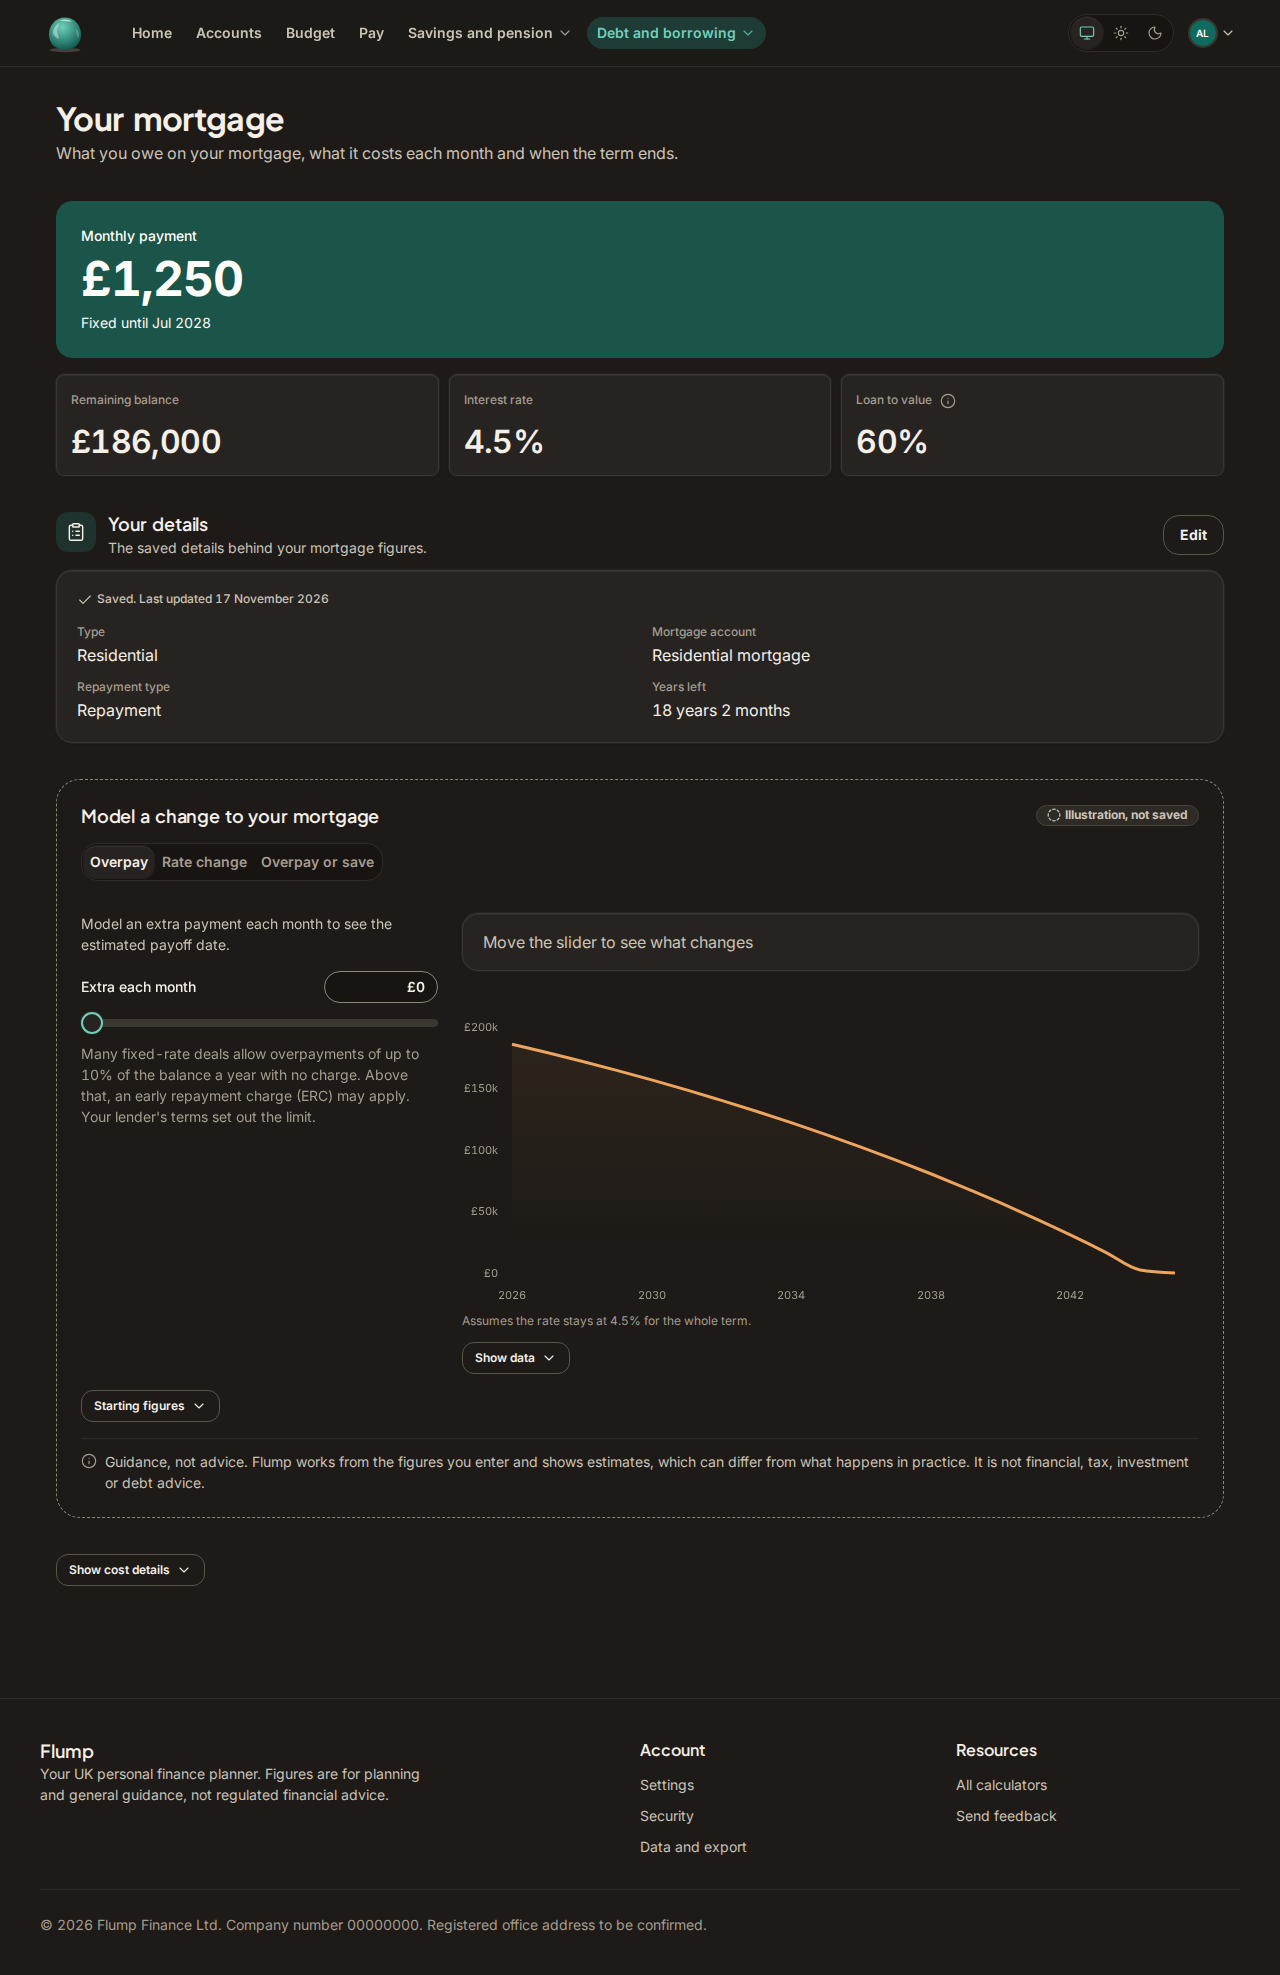 Home
Accounts
Budget
Pay
Savings and pension
Debt and borrowing
AL
Your mortgage
What you owe on your mortgage, what it costs each month and when the term ends.
Monthly payment
£1,250
Fixed until Jul 2028
Remaining balance
£186,000
Interest rate
4.5%
Loan to value
60%
Your details
The saved details behind your mortgage figures.
Edit
Saved. Last updated 17 November 2026
Type
Residential
Mortgage account
Residential mortgage
Repayment type
Repayment
Years left
18 years 2 months
Model a change to your mortgage
Illustration, not saved
Overpay
Rate change
Overpay or save
Model an extra payment each month to see the
estimated payoff date.
Extra each month
£0
Many fixed-rate deals allow overpayments of up to
10% of the balance a year with no charge. Above
that, an early repayment charge (ERC) may apply.
Your lender's terms set out the limit.
Move the slider to see what changes
£200k
£150k
£100k
£50k
£0
2026
2030
2034
2038
2042
Assumes the rate stays at 4.5% for the whole term.
Show data
Starting figures
Guidance, not advice. Flump works from the figures you enter and shows estimates, which can differ from what happens in practice. It is not financial, tax, investment
or debt advice.
Show cost details
Flump
Your UK personal finance planner. Figures are for planning
and general guidance, not regulated financial advice.
Account
Settings
Security
Data and export
Resources
All calculators
Send feedback
© 2026 Flump Finance Ltd. Company number 00000000. Registered office address to be confirmed.